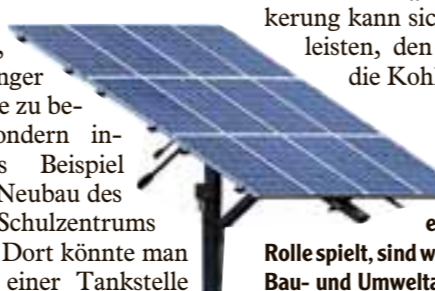 ,
nger
e zu be-
ondern in-
s Beispiel
Neubau des
Schulzentrums
Dort könnte man
einer Tankstelle
kerung kann sich
leisten, den
die Kohl
e
Rolle spielt, sind w
Bau- und Umwelta